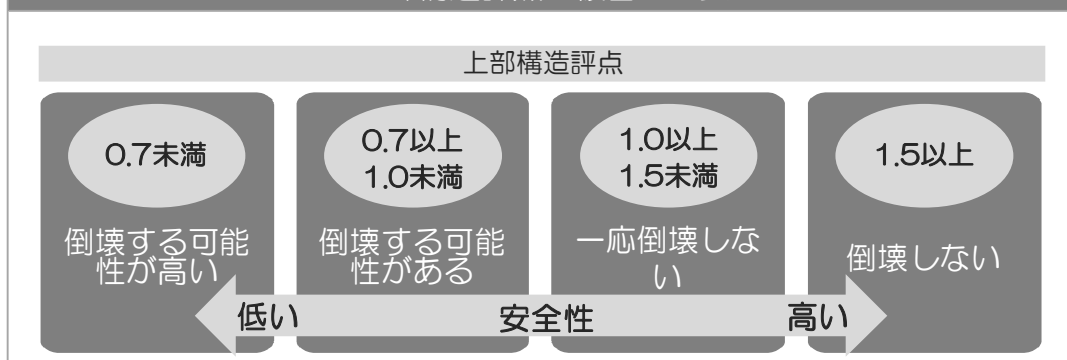 上部構造評点
0.7未満
倒壊する可能
性が高い
0.7以上
1.0未満
倒壊する可能
性がある
1.0以上
1.5未満
一応倒壊しな
い
1.5以上
倒壊しない
低い 安全性 高い